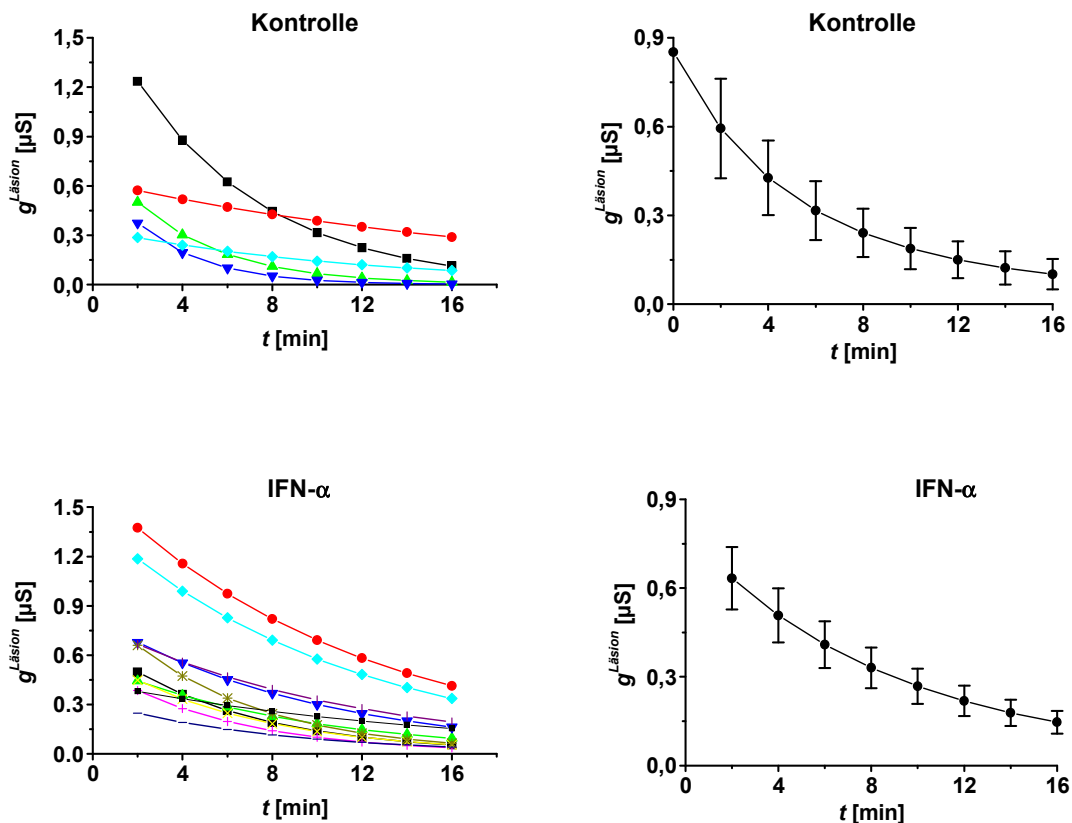 Kontrolle
1,5
1,2
0,9
0,6
0,3
0,0
g^Läsion [µS]
0 4 8 12 16
t [min]
Kontrolle
0,9
0,6
0,3
0,0
g^Läsion [µS]
0 4 8 12 16
t [min]
IFN-α
1.5
1.2
0.9
0.6
0.3
0.0
g^Läsion [µS]
0 4 8 12 16
t [min]
IFN-α
0,9
0,6
0,3
0,0
g^Läsion [µS]
0 4 8 12 16
t [min]